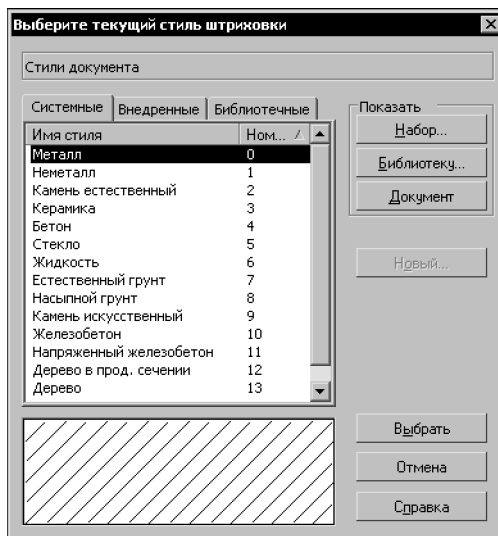 Выберите текущий стиль штриховки
Стили документа
Системные Внедренные Библиотечные
Имя стиля Ном...
Металл 0
Неметалл 1
Камень естественный 2
Керамика 3
Бетон 4
Стекло 5
Жидкость 6
Естественный грунт 7
Насыпной грунт 8
Камень искусственный 9
Железобетон 10
Напряженный железобетон 11
Дерево в прод. сечении 12
Дерево 13
Показать
Набор...
Библиотеку...
Документ
Новый...
Выбрать
Отмена
Справка